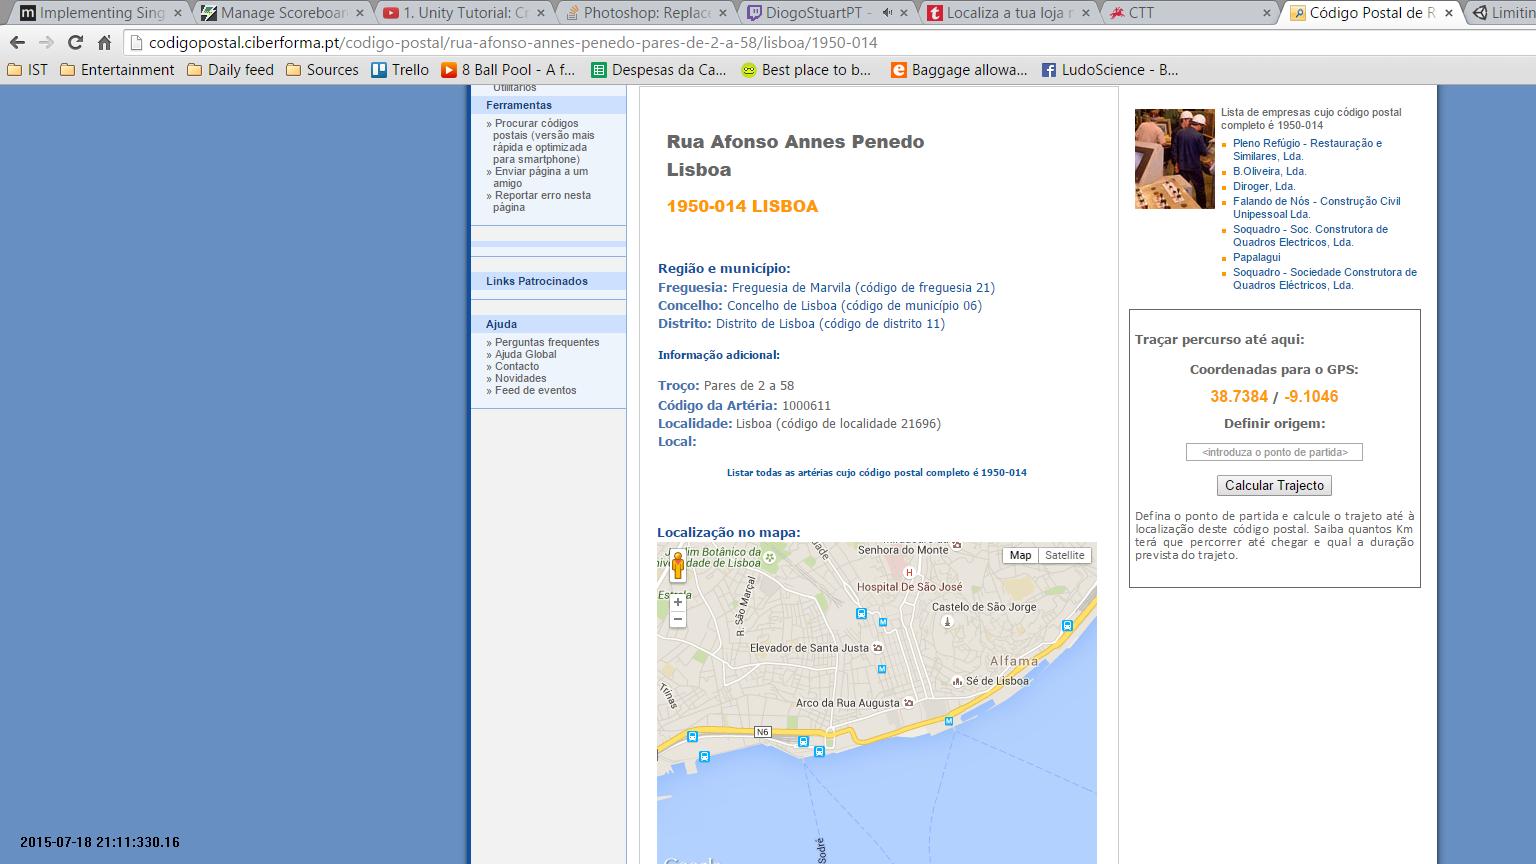 Implementing Sing
Manage Scoreboar
1. Unity Tutorial: Cr
Photoshop: Replace
DiogoStuartPT -
Localiza a tua loja n
CTT
Código Postal de R
Limitin
codigopostal.ciberforma.pt/codigo-postal/rua-afonso-annes-penedo-pares-de-2-a-58/lisboa/1950-014
IST
Entertainment
Daily feed
Sources
Trello
8 Ball Pool - A f...
Despesas da Ca...
Best place to b...
Baggage allowa...
LudoScience - B...
Utilitários
Ferramentas
» Procurar códigos
postais (versão mais
rápida e optimizada
para smartphone)
» Enviar página a um
amigo
» Reportar erro nesta
página
Links Patrocinados
Ajuda
» Perguntas frequentes
» Ajuda Global
» Contacto
» Novidades
» Feed de eventos
Rua Afonso Annes Penedo
Lisboa
1950-014 LISBOA
Região e município:
Freguesia: Freguesia de Marvila (código de freguesia 21)
Concelho: Concelho de Lisboa (código de município 06)
Distrito: Distrito de Lisboa (código de distrito 11)
Informação adicional:
Troço: Pares de 2 a 58
Código da Artéria: 1000611
Localidade: Lisboa (código de localidade 21696)
Local:
Listar todas as artérias cujo código postal completo é 1950-014
Localização no mapa:
Jardim Botânico da
Universidade de Lisboa
Estrela
R. São Marçal
Senhora do Monte
Map
Satellite
H
Hospital De São José
Castelo de São Jorge
Elevador de Santa Justa
Alfama
Sé de Lisboa
Trinas
Arco da Rua Augusta
N6
Sodré
Google
Lista de empresas cujo código postal
completo é 1950-014
Pleno Refúgio - Restauração e
Similares, Lda.
B.Oliveira, Lda.
Diroger, Lda.
Falando de Nós - Construção Civil
Unipessoal Lda.
Soquadro - Soc. Construtora de
Quadros Electricos, Lda.
Papalagui
Soquadro - Sociedade Construtora de
Quadros Eléctricos, Lda.
Traçar percurso até aqui:
Coordenadas para o GPS:
38.7384 / -9.1046
Definir origem:
<introduza o ponto de partida>
Calcular Trajecto
Defina o ponto de partida e calcule o trajeto até à
localização deste código postal. Saiba quantos Km
terá que percorrer até chegar e qual a duração
prevista do trajeto.
2015-07-18 21:11:330.16